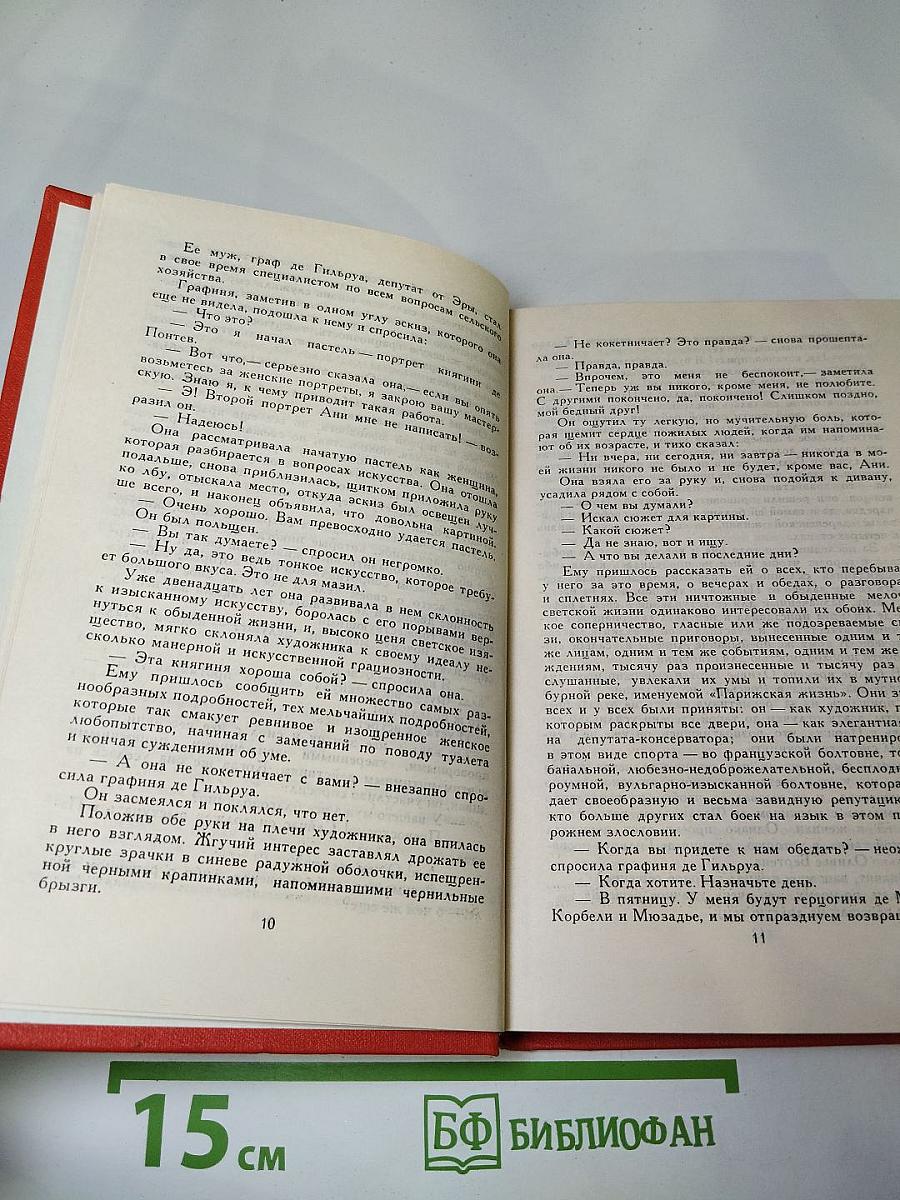 Ее муж, граф де Гильруа, депутат от Эры, стал
в свое время специалистом по всем вопросам сельского
хозяйства.
Графиня, заметив в одном углу эскиз, которого она
еще не видела, подошла к нему и спросила:
— Что это?
— Это я начал пастель — портрет княгини де
Понтев.
— Вот что,— серьезно сказала она,— если вы опять
возьметесь за женские портреты, я закрою вашу мастер-
скую. Знаю я, к чему приводит такая работа.
— Э! Второй портрет Ани мне не написать! — воз-
разил он.
— Надеюсь!
Она рассматривала начатую пастель как женщина,
которая разбирается в вопросах искусства. Она отошла
подальше, снова приблизилась, щитком приложила руку
ко лбу, отыскала место, откуда эскиз был освещен луч-
ше всего, и наконец объявила, что довольна картиной.
— Очень хорошо. Вам превосходно удается пастель.
Он был польщен.
— Вы так думаете? — спросил он негромко.
— Ну да, это ведь тонкое искусство, которое требу-
ет большого вкуса. Это не для мазил.
Уже двенадцать лет она развивала в нем склонность
к изысканному искусству, боролась с его порывами вер-
нуться к обыденной жизни, и, высоко ценя светское изя-
щество, мягко склоняла художника к своему идеалу не-
сколько манерной и искусственной грациозности.
— Эта княгиня хороша собой? — спросила она.
Ему пришлось сообщить ей множество самых раз-
нообразных подробностей, тех мельчайших подробностей,
которые так смакует ревнивое и изощренное женское
любопытство, начиная с замечаний по поводу туалета
и кончая суждениями об уме.
— А она не кокетничает с вами? — внезапно спро-
сила графиня де Гильруа.
Он засмеялся и поклялся, что нет.
Положив обе руки на плечи художника, она впилась
в него взглядом. Жгучий интерес заставлял дрожать ее
круглые зрачки в синеве радужной оболочки, испещрен-
ной черными крапинками, напоминавшими чернильные
брызги.
10
— Не кокетничает? Это правда? — снова прошепта-
ла она.
— Правда, правда.
— Впрочем, это меня не беспокоит,— заметила
она.— Теперь уж вы никого, кроме меня, не полюбите.
С другими покончено, да, покончено! Слишком поздно,
мой бедный друг!
Он ощутил ту легкую, но мучительную боль, кото-
рая щемит сердце пожилых людей, когда им напомина-
ют об их возрасте, и тихо сказал:
— Ни вчера, ни сегодня, ни завтра — никогда в мо-
ей жизни никого не было и не будет, кроме вас, Ани.
Она взяла его за руку и, снова подойдя к дивану,
усадила рядом с собой.
— О чем вы думали?
— Искал сюжет для картины.
— Какой сюжет?
— Да не знаю, вот и ищу.
— А что вы делали в последние дни?
Ему пришлось рассказать ей о всех, кто перебывал
у него за это время, о вечерах и обедах, о разговора
и сплетнях. Все эти ничтожные и обыденные мелоч
светской жизни одинаково интересовали их обоих. Ме
кое соперничество, гласные или же подозреваемые св
зи, окончательные приговоры, вынесенные одним и т
же лицам, одним и тем же событиям, одним и тем же
ждениям, тысячу раз произнесенные и тысячу раз
слушанные, увлекали их умы и топили их в мутно
бурной реке, именуемой «Парижская жизнь». Они з
всех и у всех были приняты: он — как художник, п
которым раскрыты все двери, она — как элегантная
на депутата-консерватора; они были натрениро
в этом виде спорта — во французской болтовне, то
банальной, любезно-недоброжелательной, бесплодн
роумной, вульгарно-изысканной болтовне, котора
дает своеобразную и весьма завидную репутаци
кто больше других стал боек на язык в этом п
рожнем злословии.
— Когда вы придете к нам обедать? — неож
спросила графиня де Гильруа.
— Когда хотите. Назначьте день.
— В пятницу. У меня будут герцогиня де М
Корбели и Мюзадье, и мы отпразднуем возвращ
11
15 см
БФ БИБЛИОФАН